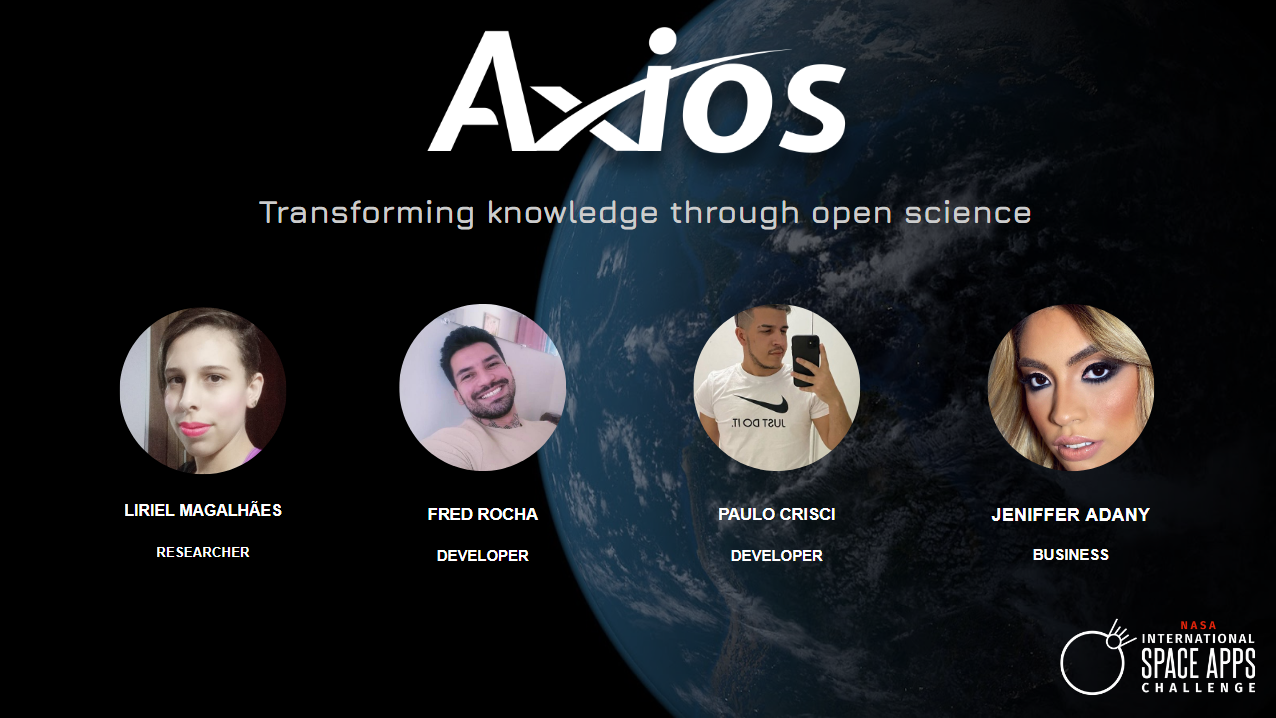 Axios
Transforming knowledge through open science
JUST DO IT.
LIRIEL MAGALHÃES
FRED ROCHA
PAULO CRISCI
JENIFFER ADANY
RESEARCHER
DEVELOPER
DEVELOPER
BUSINESS
NASA
INTERNATIONAL
SPACE APPS
CHALLENGE